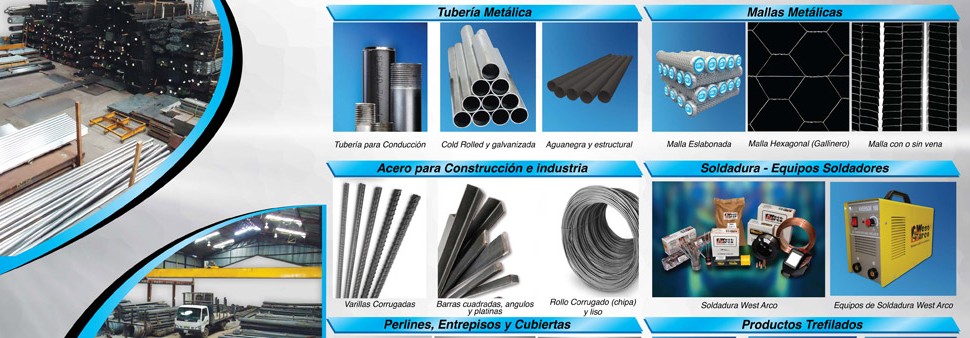 Tubería Metálica
Tubería para Conducción
Cold Rolled y galvanizada
Aguanegra y estructural
Mallas Metálicas
Malla Eslabonada
Malla Hexagonal (Gallinero)
Malla con o sin vena
Acero para Construcción e industria
Varillas Corrugadas
Barras cuadradas, angulos
y platinas
Rollo Corrugado (chipa)
y liso
Soldadura - Equipos Soldadores
Soldadura West Arco
West
arco
Equipos de Soldadura West Arco
Perlines, Entrepisos y Cubiertas
Productos Trefilados